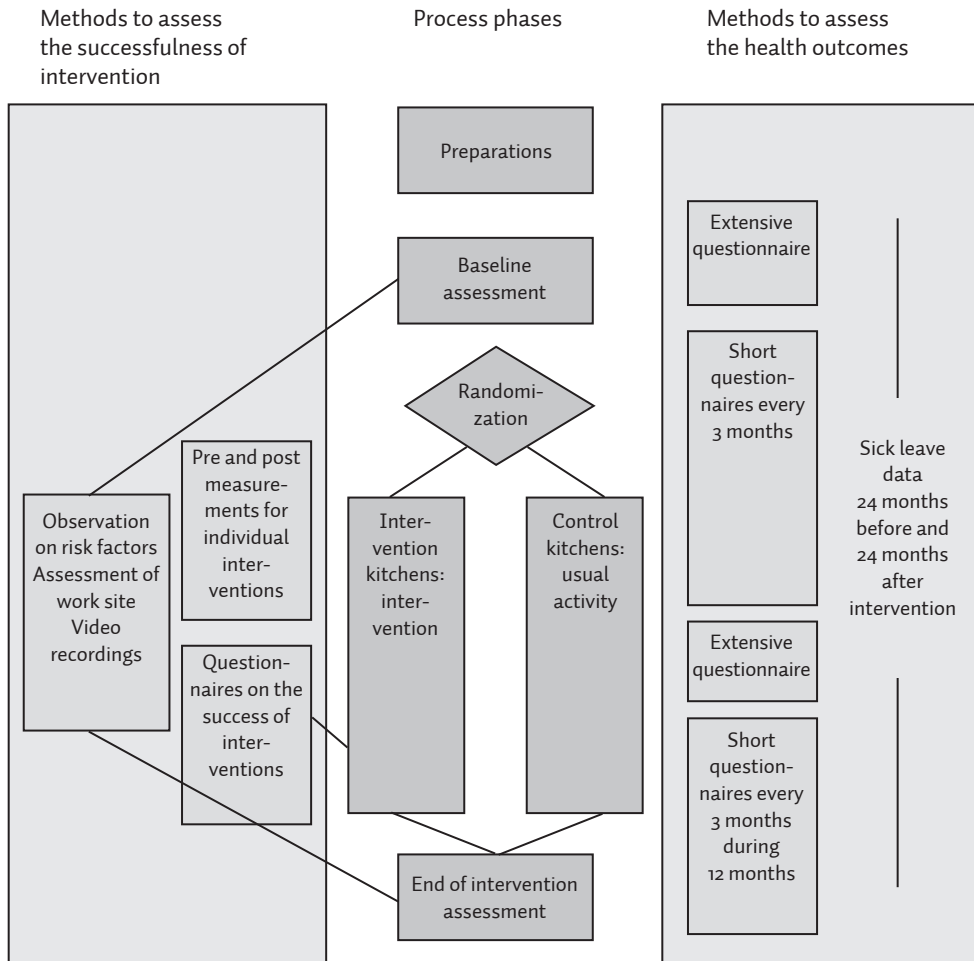 Methods to assess
the successfulness of
intervention
Process phases
Methods to assess
the health outcomes
Preparations
Baseline
assessment
Randomi-
zation
Pre and post
measure-
ments for
individual
inter-
ventions
Observation
on risk factors
Assessment of
work site
Video
recordings
Question-
naires on the
success of
inter-
ventions
Inter-
vention
kitchens:
inter-
vention
Control
kitchens:
usual
activity
End of intervention
assessment
Extensive
questionnaire
Short
question-
naires every
3 months
Extensive
questionnaire
Short
question-
naires every
3 months
during
12 months
Sick leave
data
24 months
before and
24 months
after
intervention